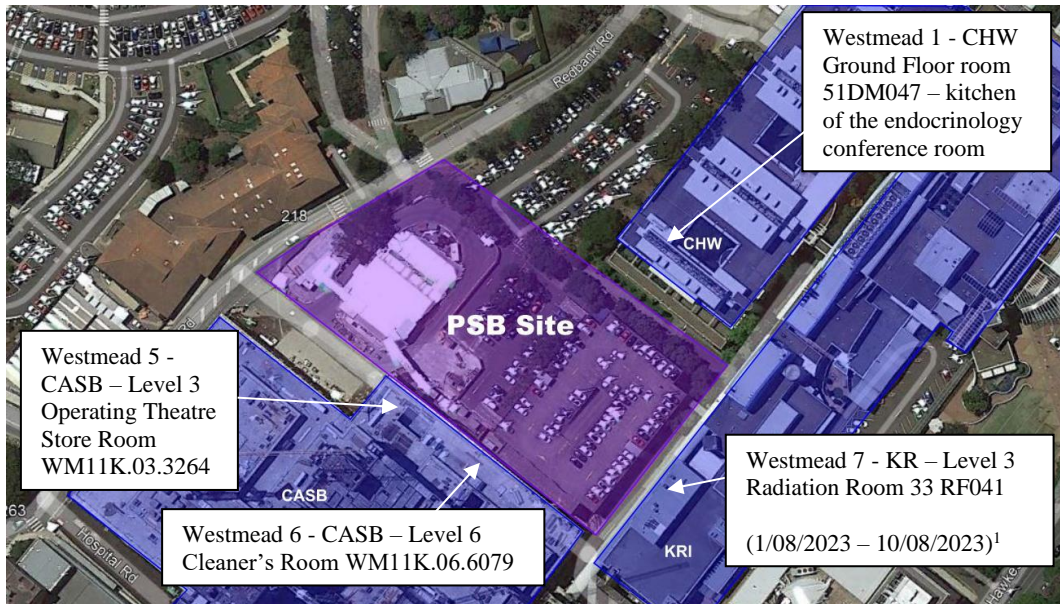 Westmead 1 - CHW
Ground Floor room
51DM047 – kitchen
of the endocrinology
conference room
Redbank Rd
218
CHW
PSB Site
Rd
Westmead 5 -
CASB – Level 3
Operating Theatre
Store Room
WM11K.03.3264
CASB
Westmead 6 - CASB – Level 6
Cleaner's Room WM11K.06.6079
Westmead 7 - KR – Level 3
Radiation Room 33 RF041
(1/08/2023 – 10/08/2023)1
KRI
263
Hospital Rd
Hawke